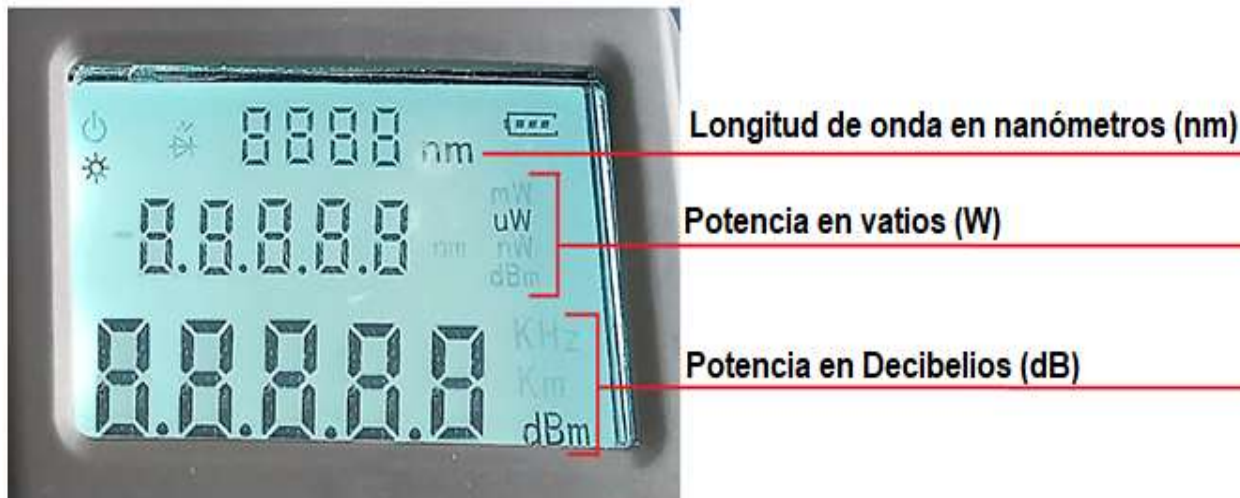 8888 nm
Longitud de onda en nanómetros (nm)
mW
uW
Potencia en vatios (W)
8.8.8.8.8 nm nW
dBm
KHz
Km
Potencia en Decibelios (dB)
8.8.8.8.8 dBm